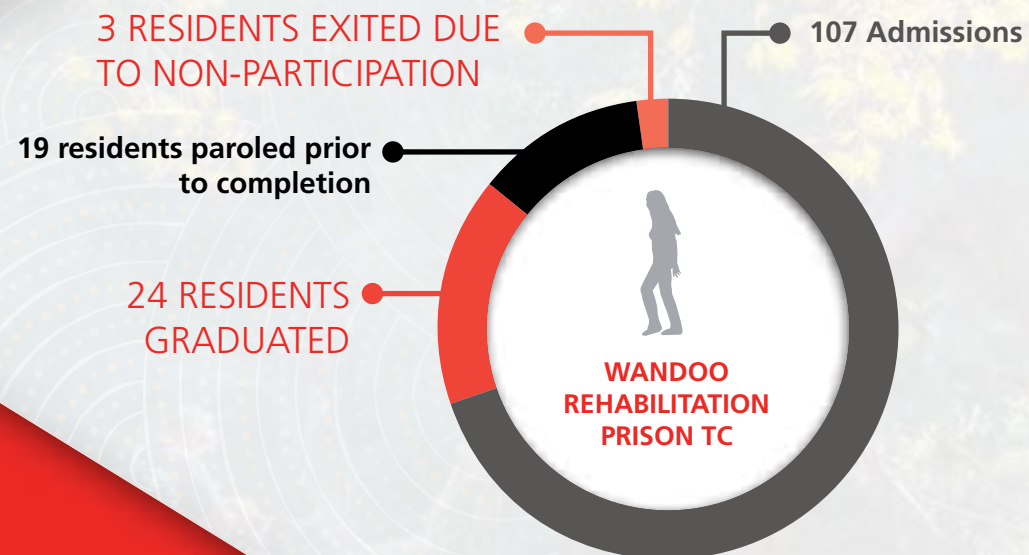 3 RESIDENTS EXITED DUE
TO NON-PARTICIPATION
107 Admissions
19 residents paroled prior
to completion
24 RESIDENTS
GRADUATED
WANDOO
REHABILITATION
PRISON TC